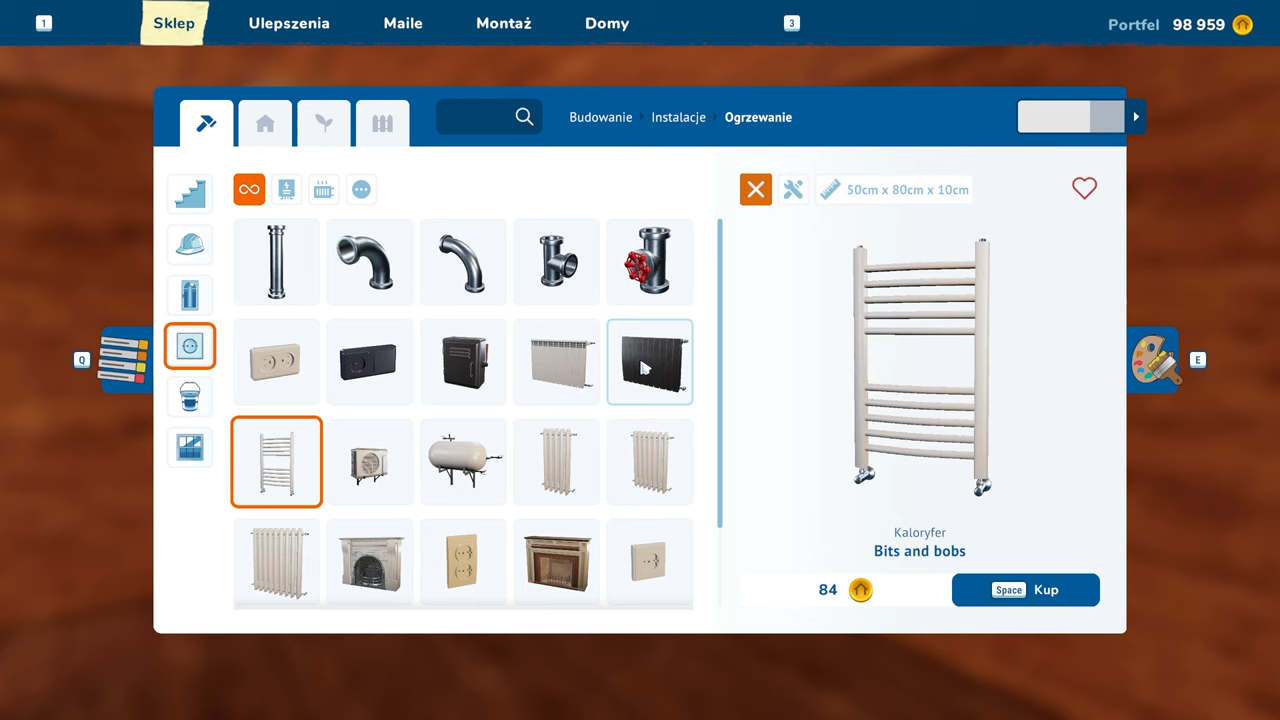 1
Sklep
Ulepszenia
Maile
Montaż
Domy
3
Portfel 98 959
Budowanie Instalacje Ogrzewanie
50cm x 80cm x 10cm
Q
E
Kaloryfer
Bits and bobs
84
Space Kup